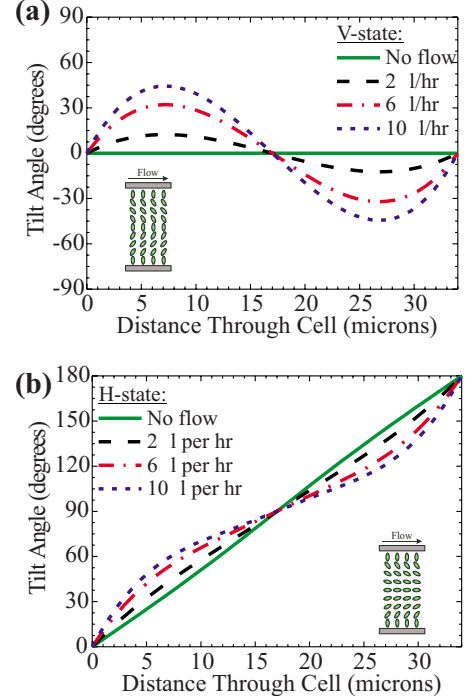 (a)
90
60
30
0
-30
-60
-90
Tilt Angle (degrees)
V-state:
No flow
2 l/hr
6 l/hr
10 l/hr
Flow
0
10
20
30
Distance Through Cell (microns)
(b)
180
150
120
90
60
30
0
Tilt Angle (degrees)
H-state:
No flow
2 l per hr
6 l per hr
10 l per hr
Flow
0
5
10
15
20
25
30
Distance Through Cell (microns)